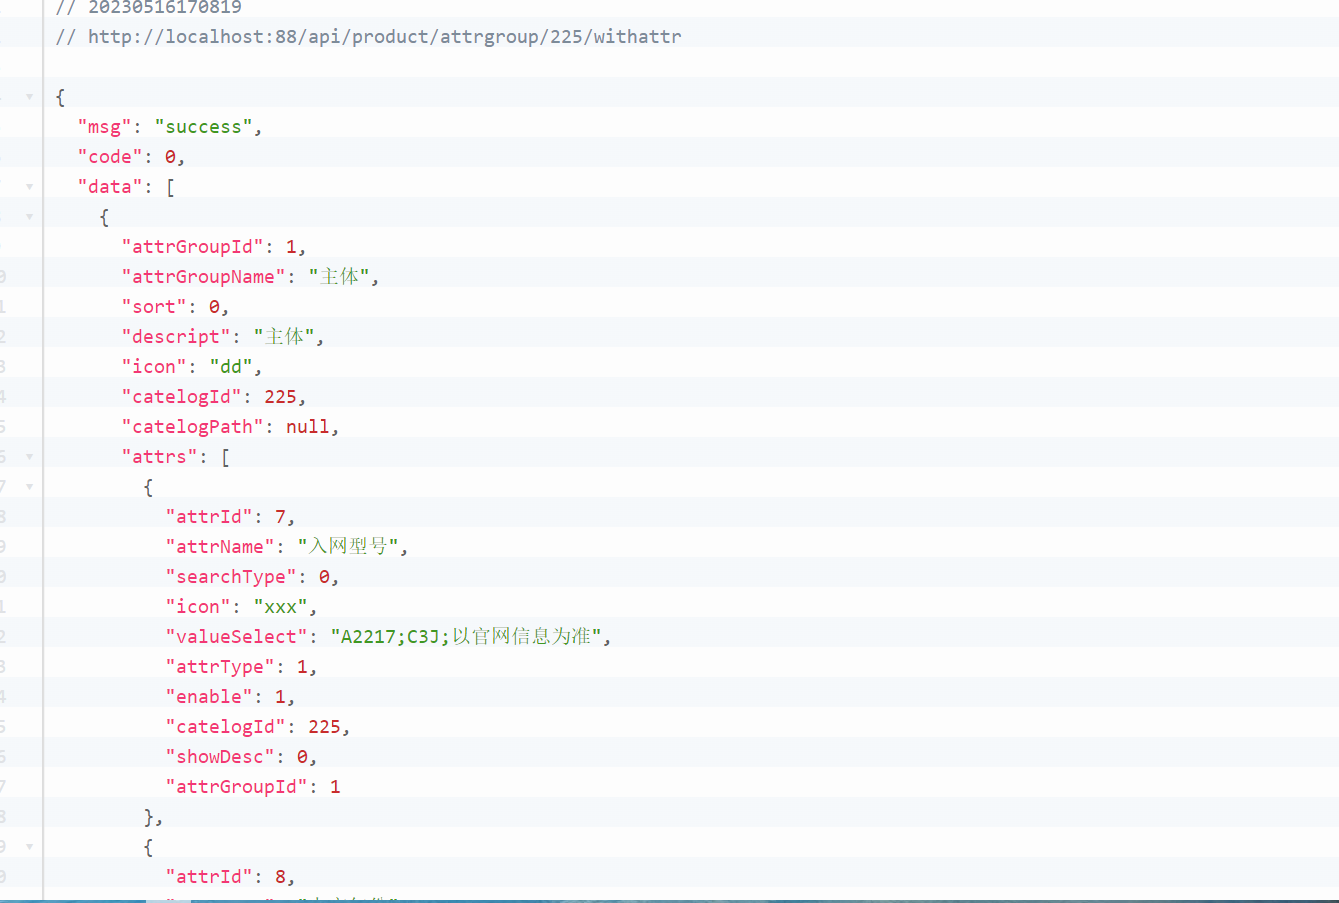 // 20230516170819
// http://localhost:88/api/product/attrgroup/225/withattr
{
"msg": "success",
"code": 0,
"data": [
{
"attrGroupId": 1,
"attrGroupName": "主体",
"sort": 0,
"descript": "主体",
"icon": "dd",
"catelogId": 225,
"catelogPath": null,
"attrs": [
{
"attrId": 7,
"attrName": "入网型号",
"searchType": 0,
"icon": "xxx",
"valueSelect": "A2217;C3J;以官网信息为准",
"attrType": 1,
"enable": 1,
"catelogId": 225,
"showDesc": 0,
"attrGroupId": 1
},
{
"attrId": 8,